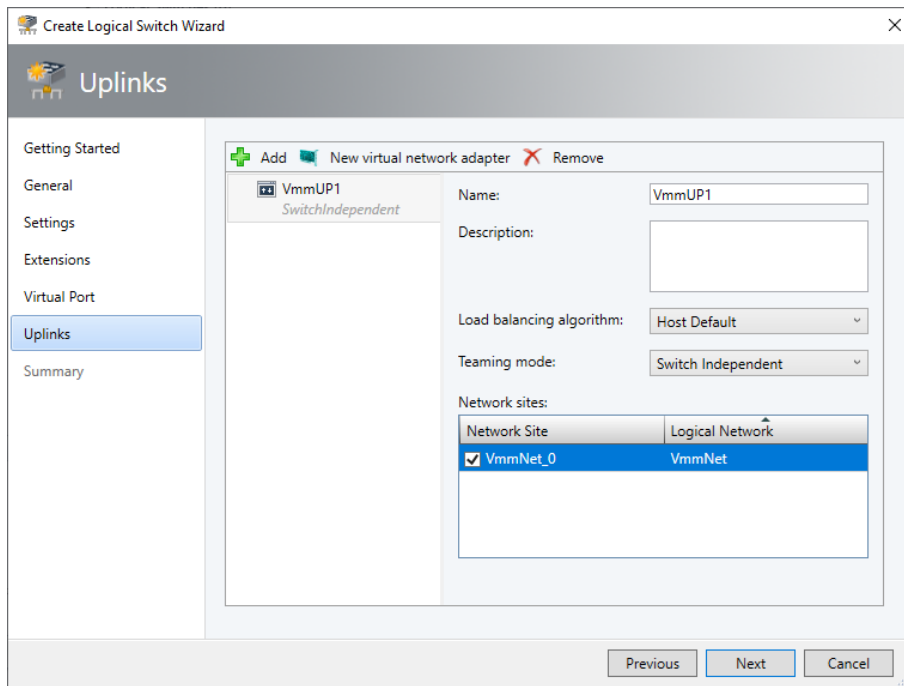 Create Logical Switch Wizard
Uplinks
Getting Started
General
Settings
Extensions
Virtual Port
Uplinks
Summary
Add New virtual network adapter Remove
VmmUP1
SwitchIndependent
Name: VmmUP1
Description:
Load balancing algorithm: Host Default
Teaming mode: Switch Independent
Network sites:
Network Site Logical Network
VmmNet_0 VmmNet
Previous Next Cancel